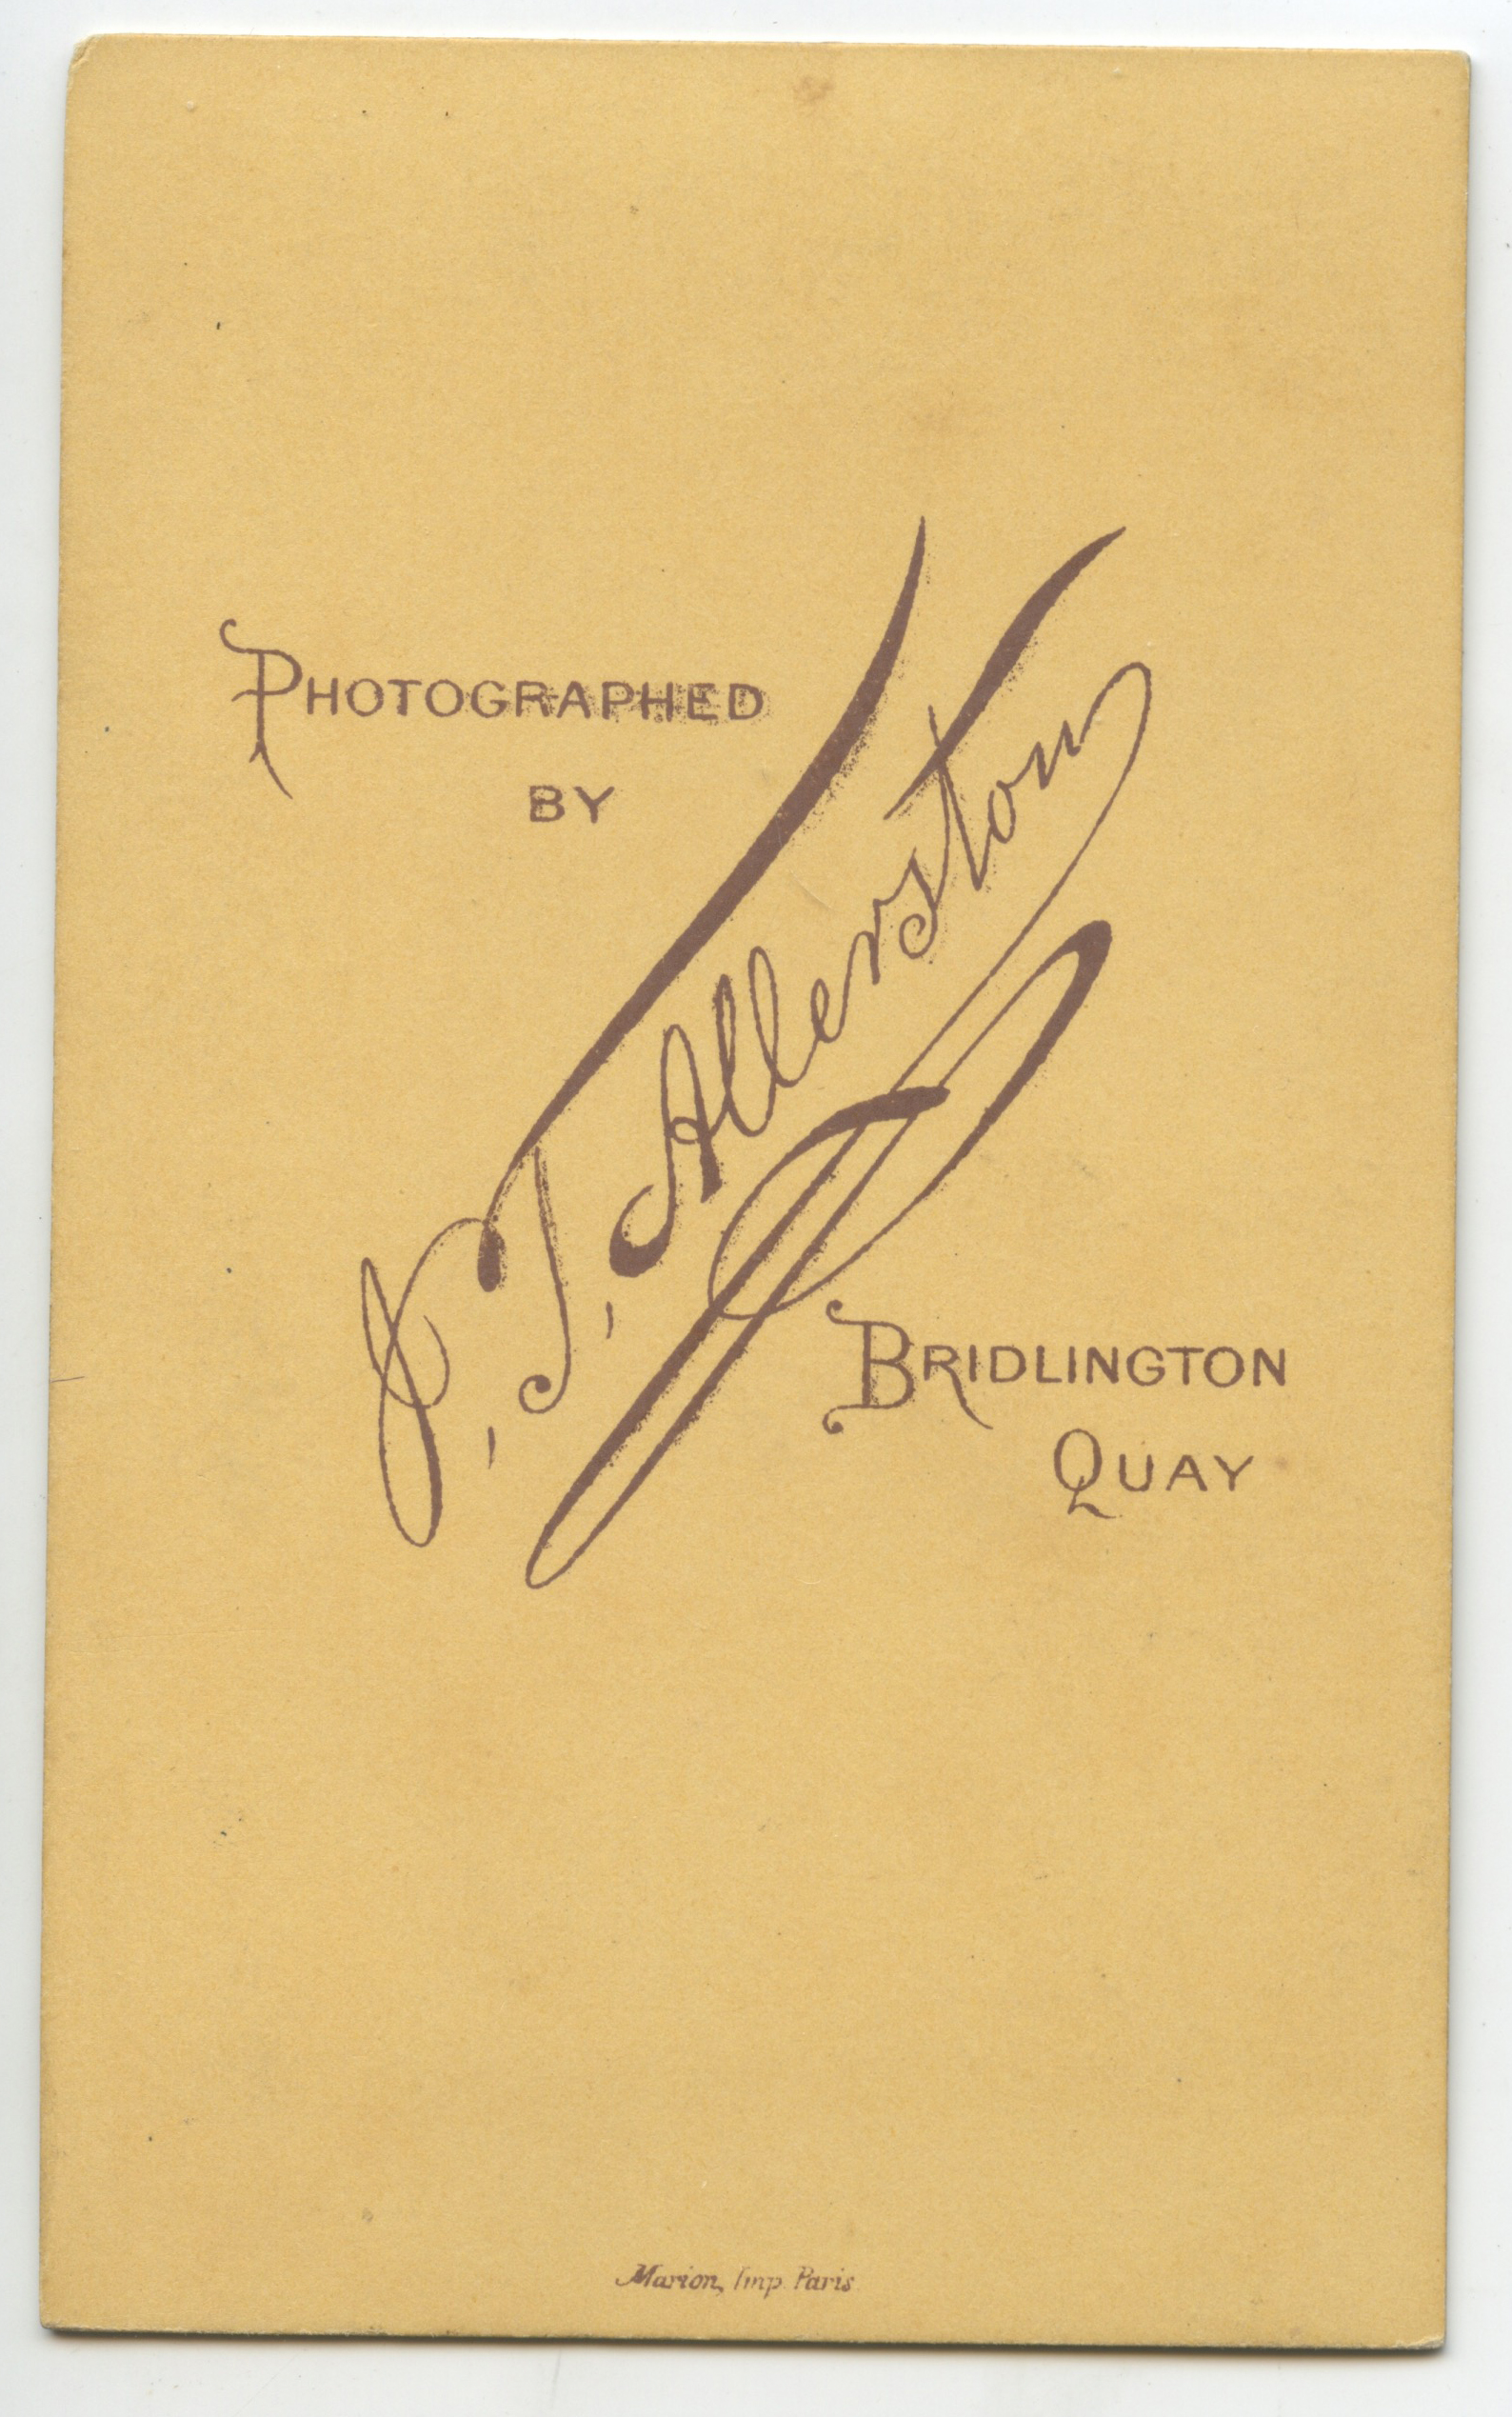 PHOTOGRAPHED
BY
T, Allerston
BRIDLINGTON
QUAY
Marion, Imp. Paris